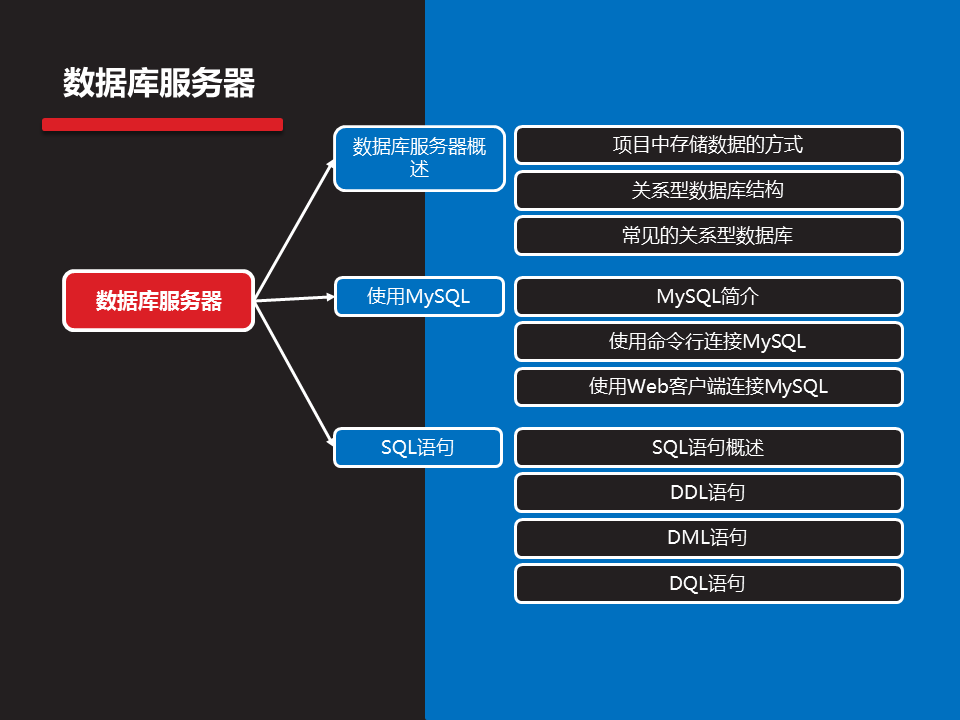 数据库服务器
数据库服务器概
述
项目中存储数据的方式
关系型数据库结构
常见的关系型数据库
数据库服务器
使用MySQL
MySQL简介
使用命令行连接MySQL
使用Web客户端连接MySQL
SQL语句
SQL语句概述
DDL语句
DML语句
DQL语句